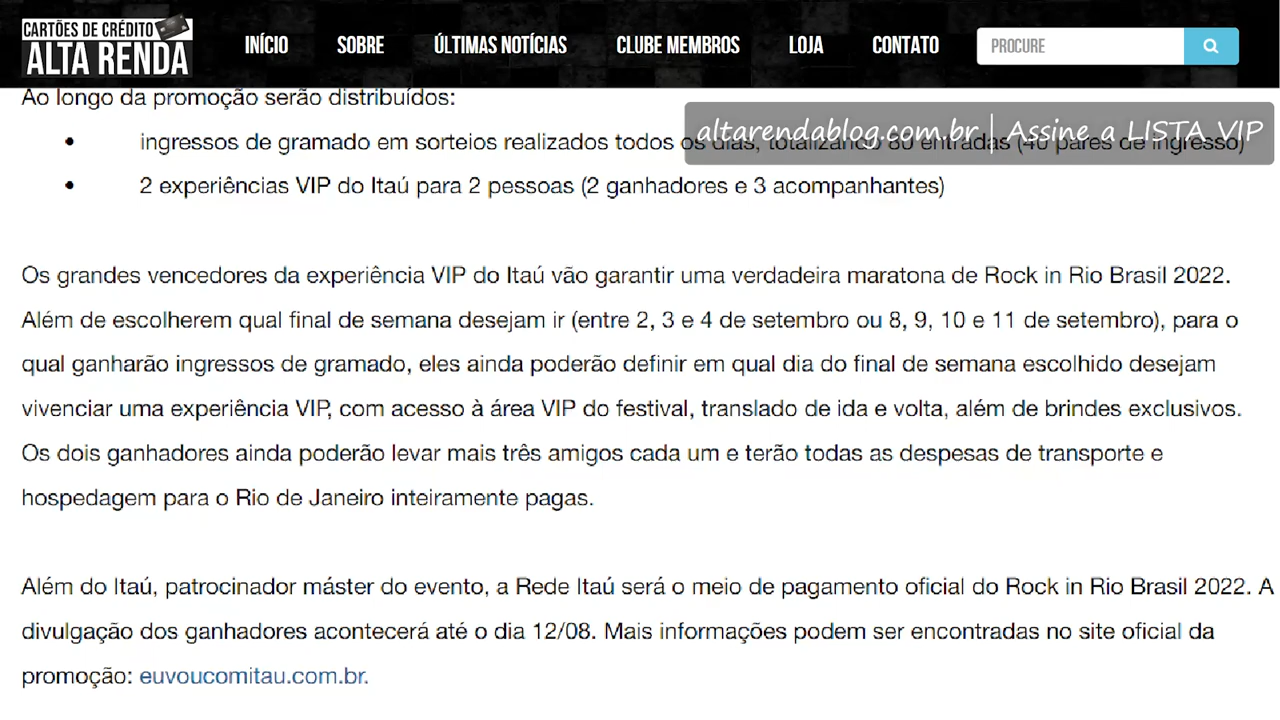 CARTÕES DE CRÉDITO
ALTA RENDA
INÍCIO SOBRE ÚLTIMAS NOTÍCIAS CLUBE MEMBROS LOJA CONTATO PROCURE
Ao longo da promoção serão distribuídos:
altarendablog.com.br | Assine a LISTA VIP
• ingressos de gramado em sorteios realizados todos os dias, totalizando 80 entradas (40 pares de ingresso)
• 2 experiências VIP do Itaú para 2 pessoas (2 ganhadores e 3 acompanhantes)
Os grandes vencedores da experiência VIP do Itaú vão garantir uma verdadeira maratona de Rock in Rio Brasil 2022.
Além de escolherem qual final de semana desejam ir (entre 2, 3 e 4 de setembro ou 8, 9, 10 e 11 de setembro), para o
qual ganharão ingressos de gramado, eles ainda poderão definir em qual dia do final de semana escolhido desejam
vivenciar uma experiência VIP, com acesso à área VIP do festival, translado de ida e volta, além de brindes exclusivos.
Os dois ganhadores ainda poderão levar mais três amigos cada um e terão todas as despesas de transporte e
hospedagem para o Rio de Janeiro inteiramente pagas.
Além do Itaú, patrocinador máster do evento, a Rede Itaú será o meio de pagamento oficial do Rock in Rio Brasil 2022. A
divulgação dos ganhadores acontecerá até o dia 12/08. Mais informações podem ser encontradas no site oficial da
promoção: euvoucomitau.com.br.